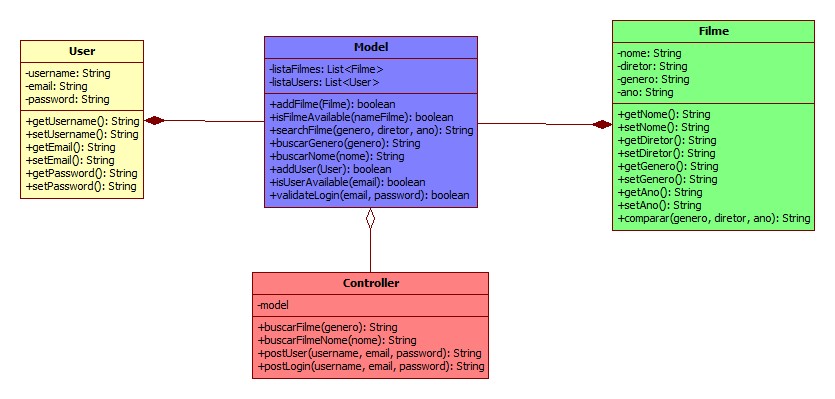 User
-username: String
-email: String
-password: String
+getUsername(): String
+setUsername(): String
+getEmail(): String
+setEmail(): String
+getPassword(): String
+setPassword(): String
Model
-listaFilmes: List<Filme>
-listaUsers: List<User>
+addFilme(Filme): boolean
+isFilmeAvailable(nameFilme): boolean
+searchFilme(genero, diretor, ano): String
+buscarGenero(genero): String
+buscarNome(nome): String
+addUser(User): boolean
+isUserAvailable(email): boolean
+validateLogin(email, password): boolean
Filme
-nome: String
-diretor: String
-genero: String
-ano: String
+getNome(): String
+setNome(): String
+getDiretor(): String
+setDiretor(): String
+getGenero(): String
+setGenero(): String
+getAno(): String
+setAno(): String
+comparar(genero, diretor, ano): String
Controller
-model
+buscarFilme(genero): String
+buscarFilmeNome(nome): String
+postUser(username, email, password): String
+postLogin(username, email, password): String